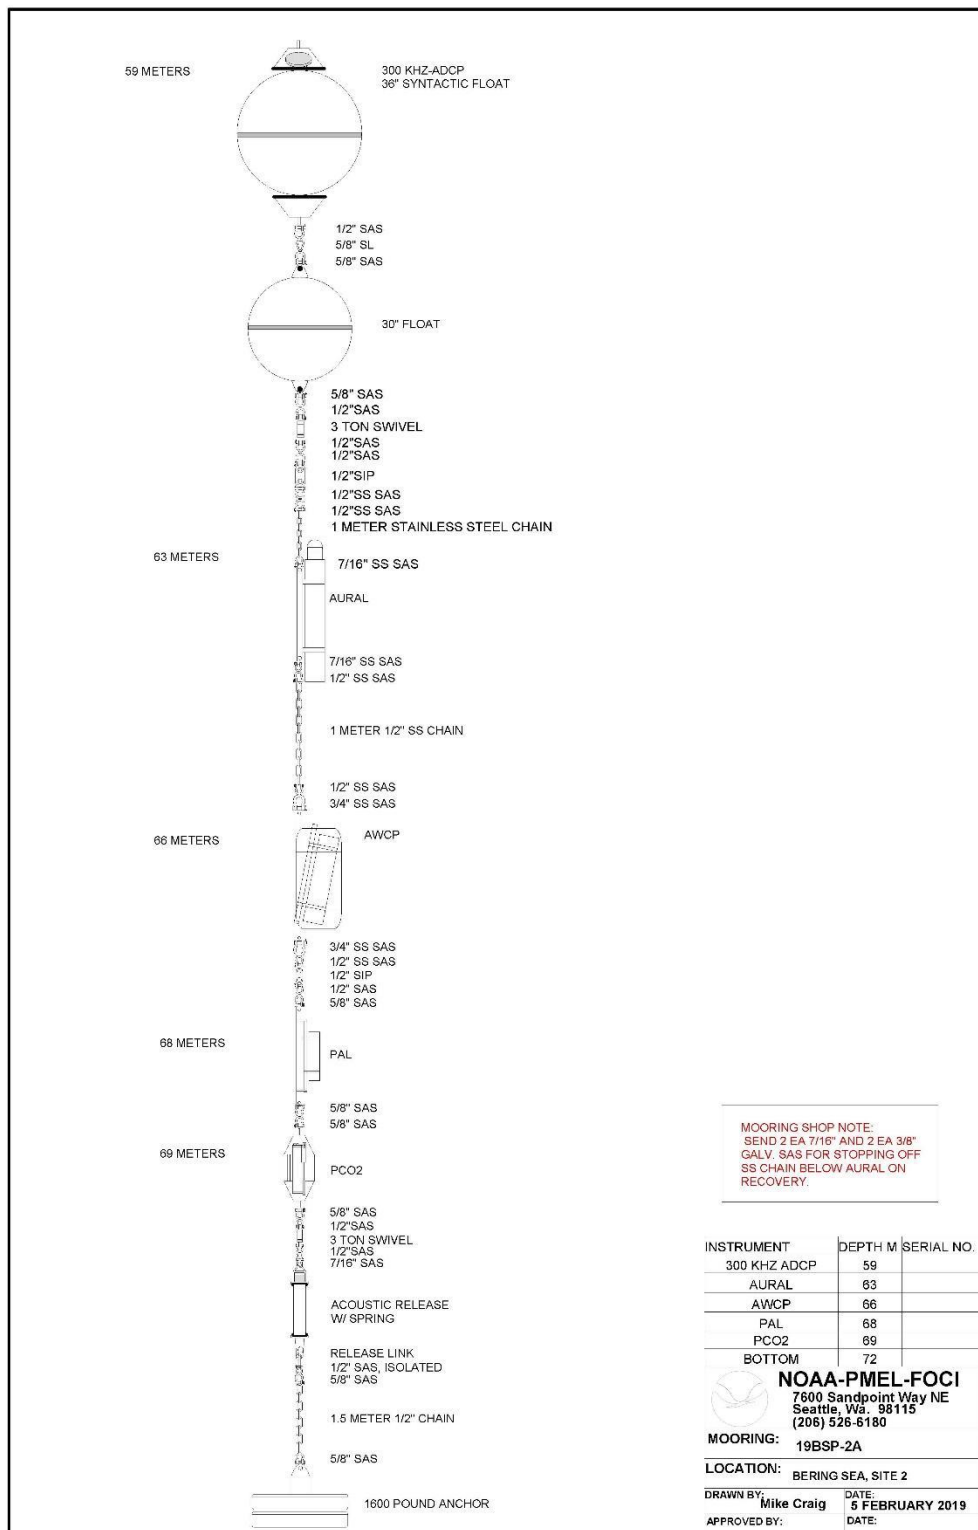 59 METERS
300 KHZ-ADCP
36" SYNTACTIC FLOAT
1/2" SAS
5/8" SL
5/8" SAS
30" FLOAT
5/8" SAS
1/2"SAS
3 TON SWIVEL
1/2"SAS
1/2"SAS
1/2"SIP
1/2"SS SAS
1/2"SS SAS
1 METER STAINLESS STEEL CHAIN
63 METERS
7/16" SS SAS
AURAL
7/16" SS SAS
1/2" SS SAS
1 METER 1/2" SS CHAIN
1/2" SS SAS
3/4" SS SAS
66 METERS
AWCP
3/4" SS SAS
1/2" SS SAS
1/2" SIP
1/2" SAS
5/8" SAS
68 METERS
PAL
5/8" SAS
5/8" SAS
69 METERS
PCO2
5/8" SAS
1/2"SAS
3 TON SWIVEL
1/2"SAS
7/16" SAS
ACOUSTIC RELEASE
W/ SPRING
RELEASE LINK
1/2" SAS, ISOLATED
5/8" SAS
1.5 METER 1/2" CHAIN
5/8" SAS
1600 POUND ANCHOR
MOORING SHOP NOTE:
SEND 2 EA 7/16" AND 2 EA 3/8"
GALV. SAS FOR STOPPING OFF
SS CHAIN BELOW AURAL ON
RECOVERY.
INSTRUMENT DEPTH M SERIAL NO.
300 KHZ ADCP 59
AURAL 63
AWCP 66
PAL 68
PCO2 69
BOTTOM 72
NOAA-PMEL-FOCI
7600 Sandpoint Way NE
Seattle, Wa. 98115
(206) 526-6180
MOORING: 19BSP-2A
LOCATION: BERING SEA, SITE 2
DRAWN BY: Mike Craig DATE: 5 FEBRUARY 2019
APPROVED BY: DATE: